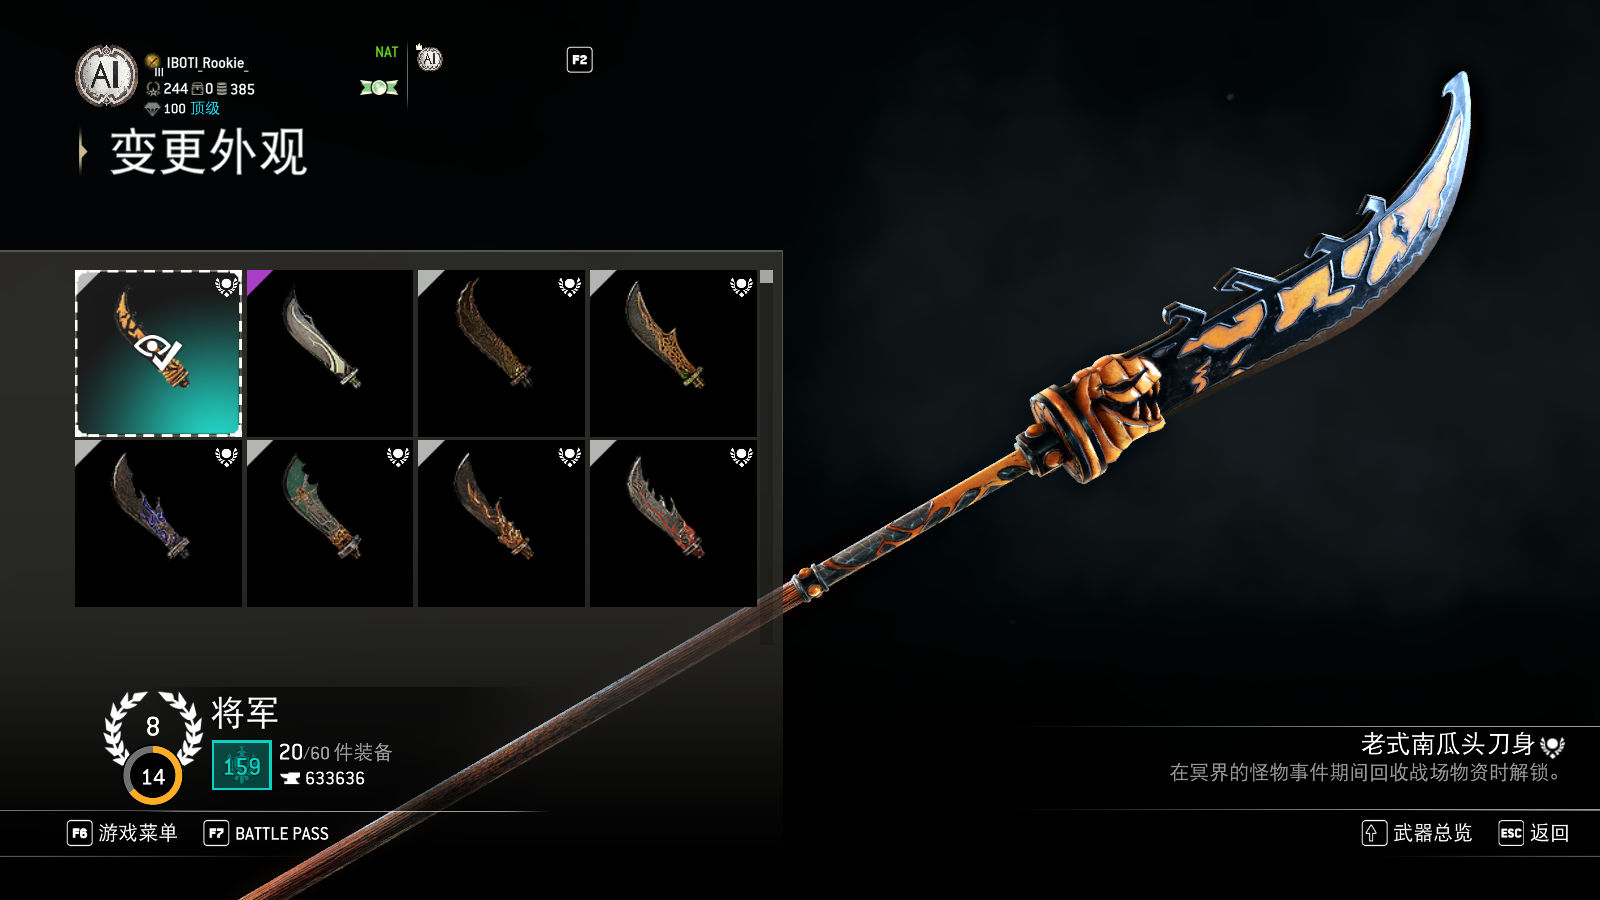 AI
IBOTI_Rookie_
III
244 0 385
100 顶级
NAT
AI
F2
变更外观
8
14
将军
159
20/60 件装备
633636
老式南瓜头刀身
在冥界的怪物事件期间回收战场物资时解锁。
F6 游戏菜单 F7 BATTLE PASS
武器总览 ESC 返回